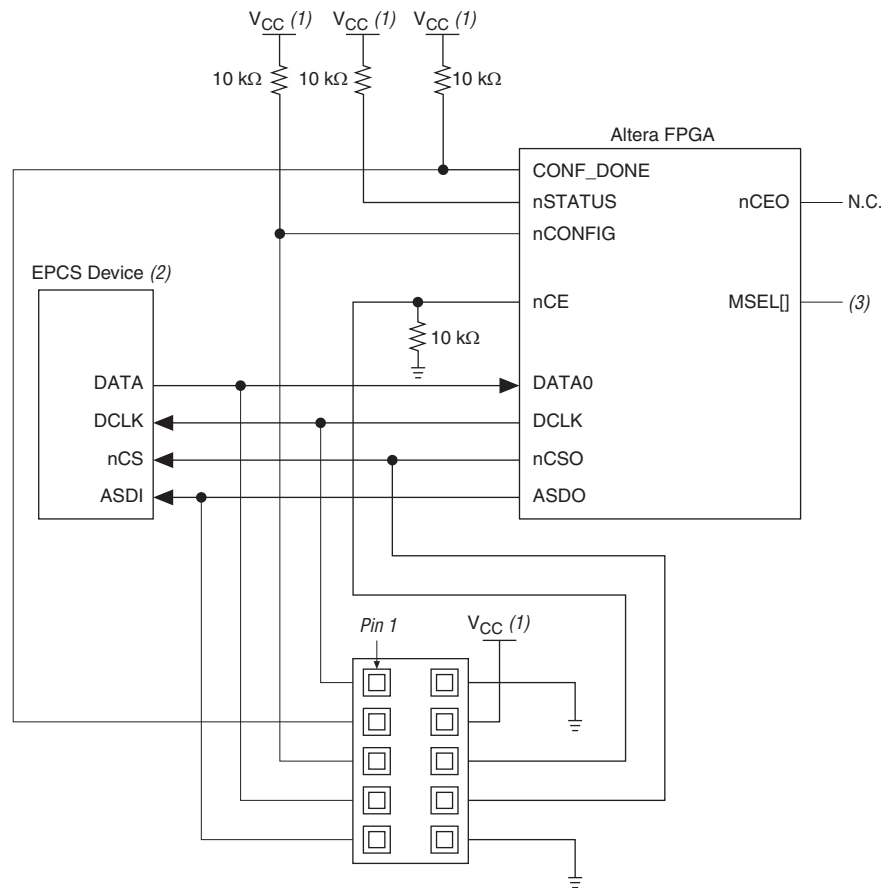 VCC (1) VCC (1) VCC (1)
10 kΩ 10 kΩ 10 kΩ
Altera FPGA
CONF_DONE
nSTATUS nCEO N.C.
nCONFIG
EPCS Device (2)
nCE MSEL[] (3)
10 kΩ
DATA DATA0
DCLK DCLK
nCS nCSO
ASDI ASDO
Pin 1 VCC (1)